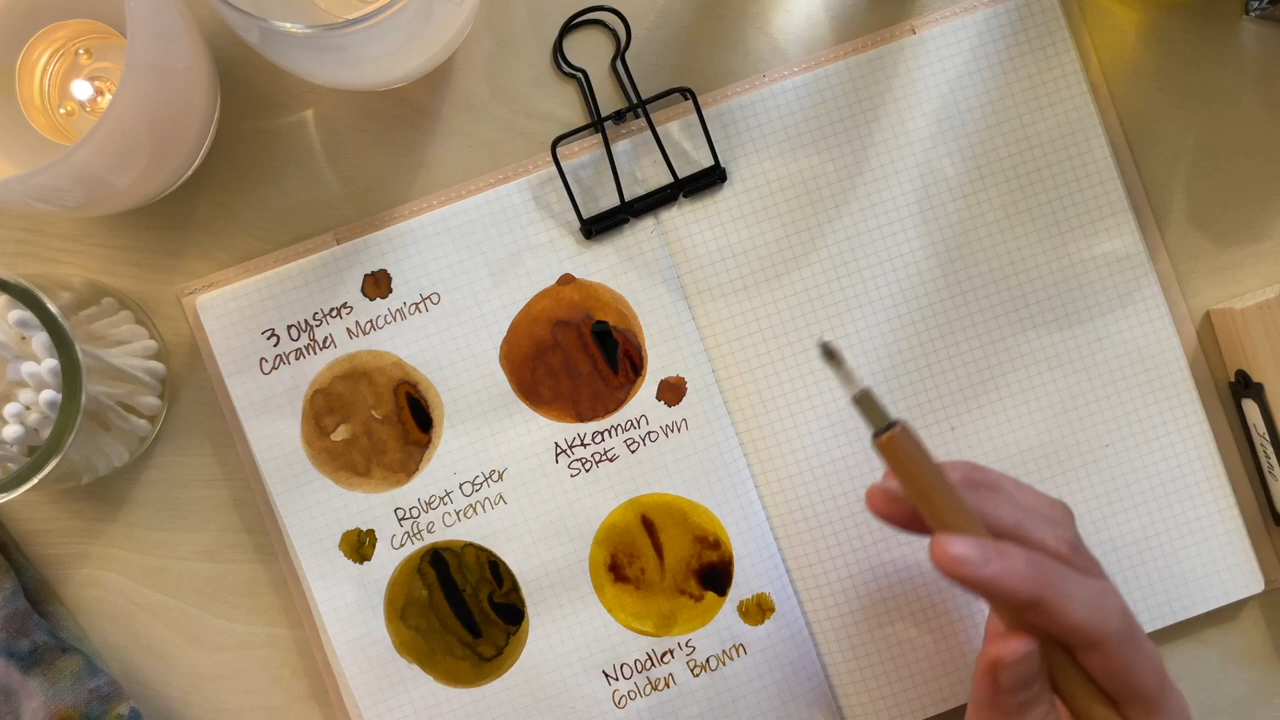 3 Oysters
Caramel Macchiato
Akkerman
SBRE Brown
Robert Oster
Caffe Crema
Noodler's
Golden Brown